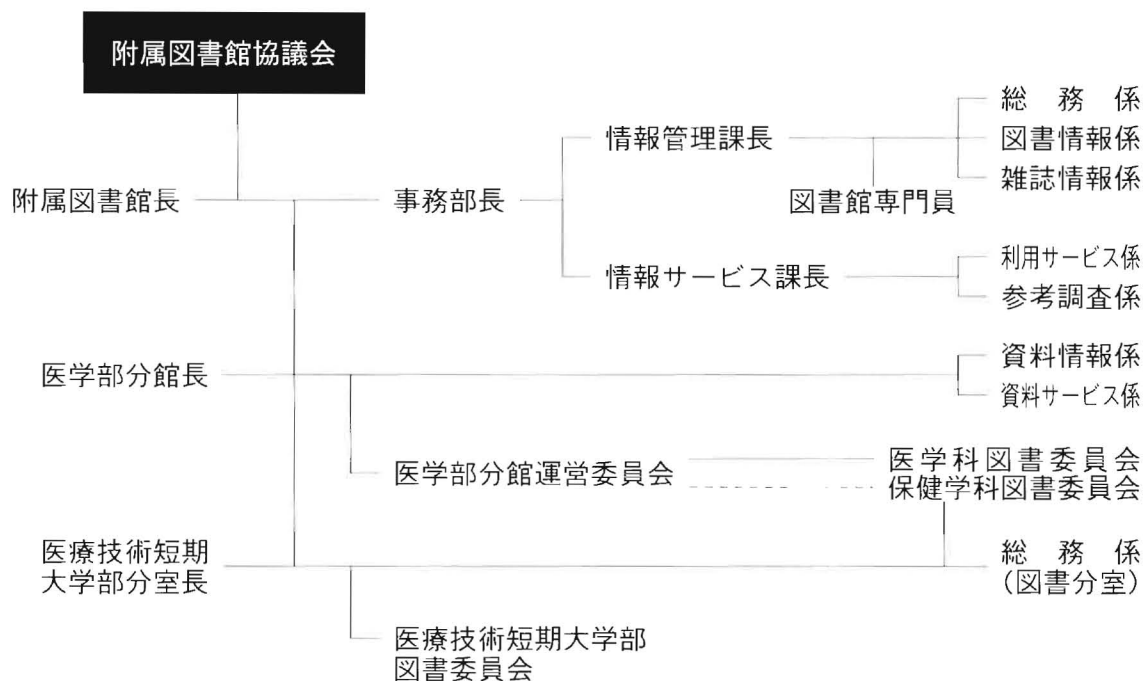 附属図書館協議会
総務係
情報管理課長
図書情報係
雑誌情報係
附属図書館長
事務部長
図書館専門員
利用サービス係
情報サービス課長
参考調査係
資料情報係
医学部分館長
資料サービス係
医学部分館運営委員会
医学科図書委員会
保健学科図書委員会
医療技術短期
大学部分室長
総務係
(図書分室)
医療技術短期大学部
図書委員会